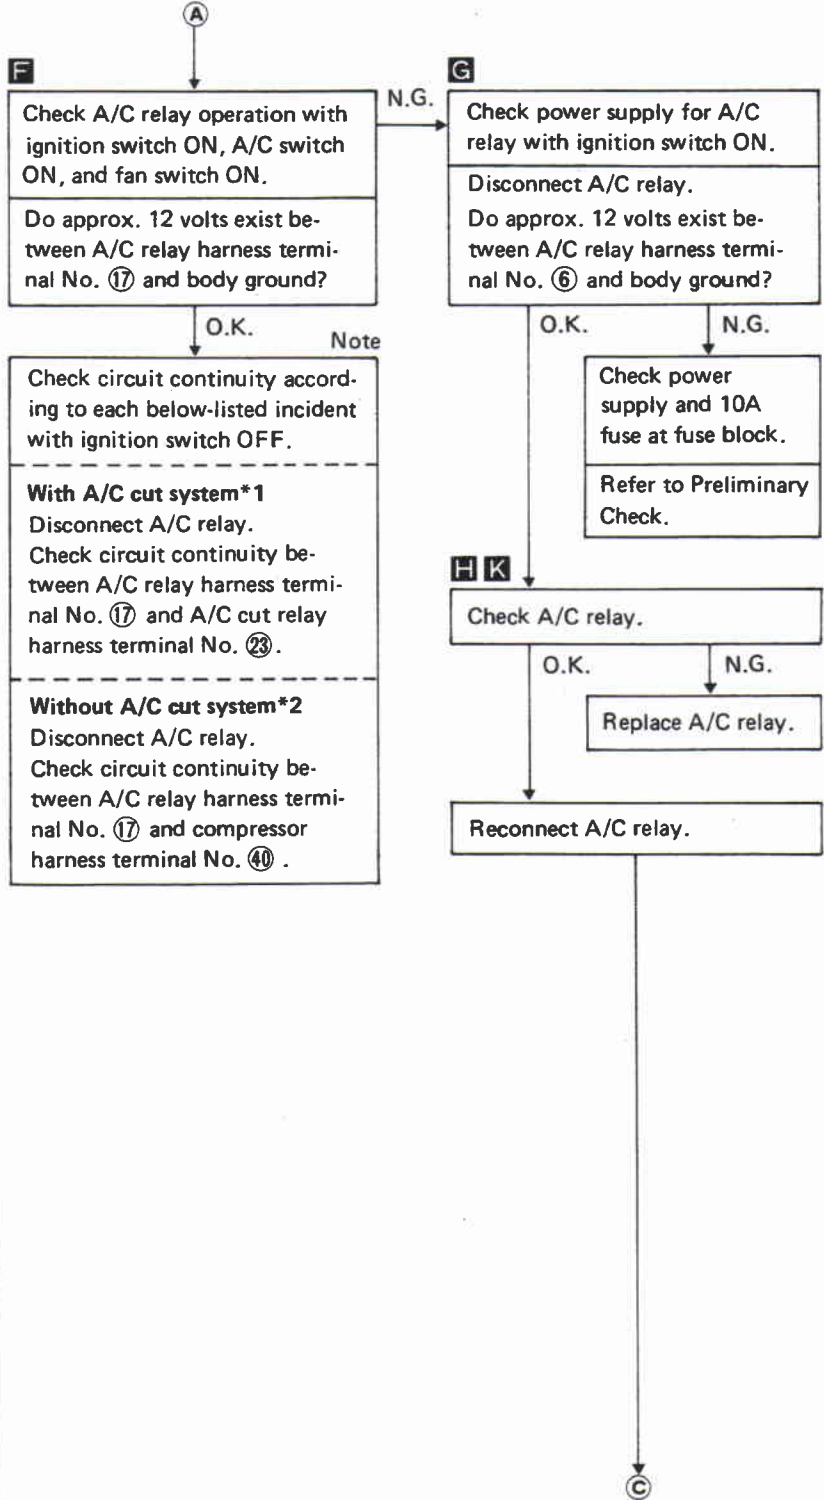 A
F
Check A/C relay operation with
ignition switch ON, A/C switch
ON, and fan switch ON.
Do approx. 12 volts exist be-
tween A/C relay harness termi-
nal No. ⑰ and body ground?
N.G.
O.K.
Note
Check circuit continuity accord-
ing to each below-listed incident
with ignition switch OFF.
With A/C cut system*1
Disconnect A/C relay.
Check circuit continuity be-
tween A/C relay harness termi-
nal No. ⑰ and A/C cut relay
harness terminal No. ㉓.
Without A/C cut system*2
Disconnect A/C relay.
Check circuit continuity be-
tween A/C relay harness termi-
nal No. ⑰ and compressor
harness terminal No. ㊵ .
G
Check power supply for A/C
relay with ignition switch ON.
Disconnect A/C relay.
Do approx. 12 volts exist be-
tween A/C relay harness termi-
nal No. ⑥ and body ground?
O.K.
N.G.
Check power
supply and 10A
fuse at fuse block.
Refer to Preliminary
Check.
H K
Check A/C relay.
O.K.
N.G.
Replace A/C relay.
Reconnect A/C relay.
C